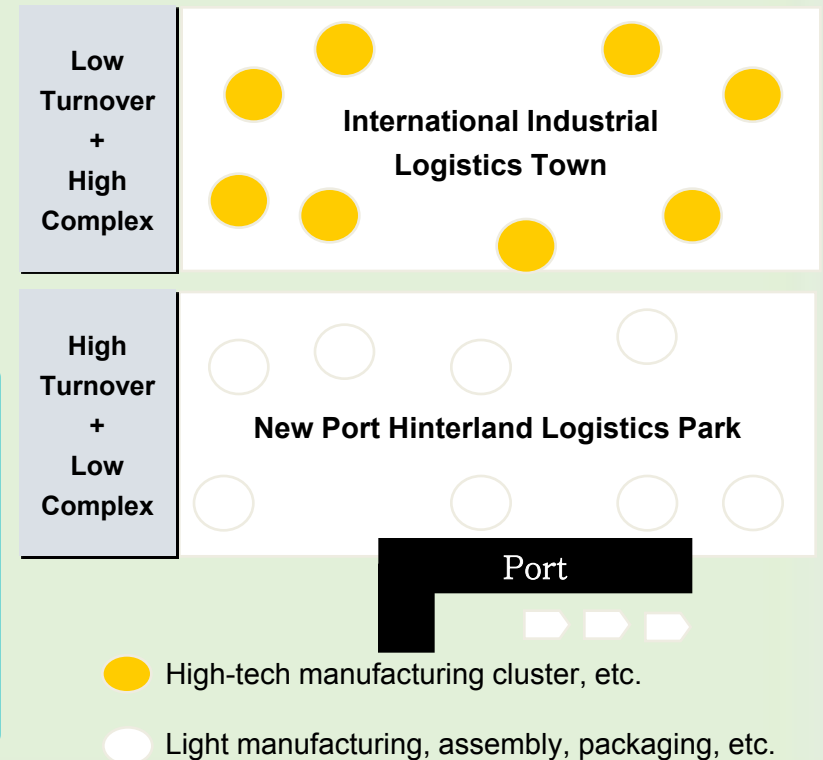 Low
Turnover
+
High
Complex
International Industrial
Logistics Town
High
Turnover
+
Low
Complex
New Port Hinterland Logistics Park
Port
High-tech manufacturing cluster, etc.
Light manufacturing, assembly, packaging, etc.